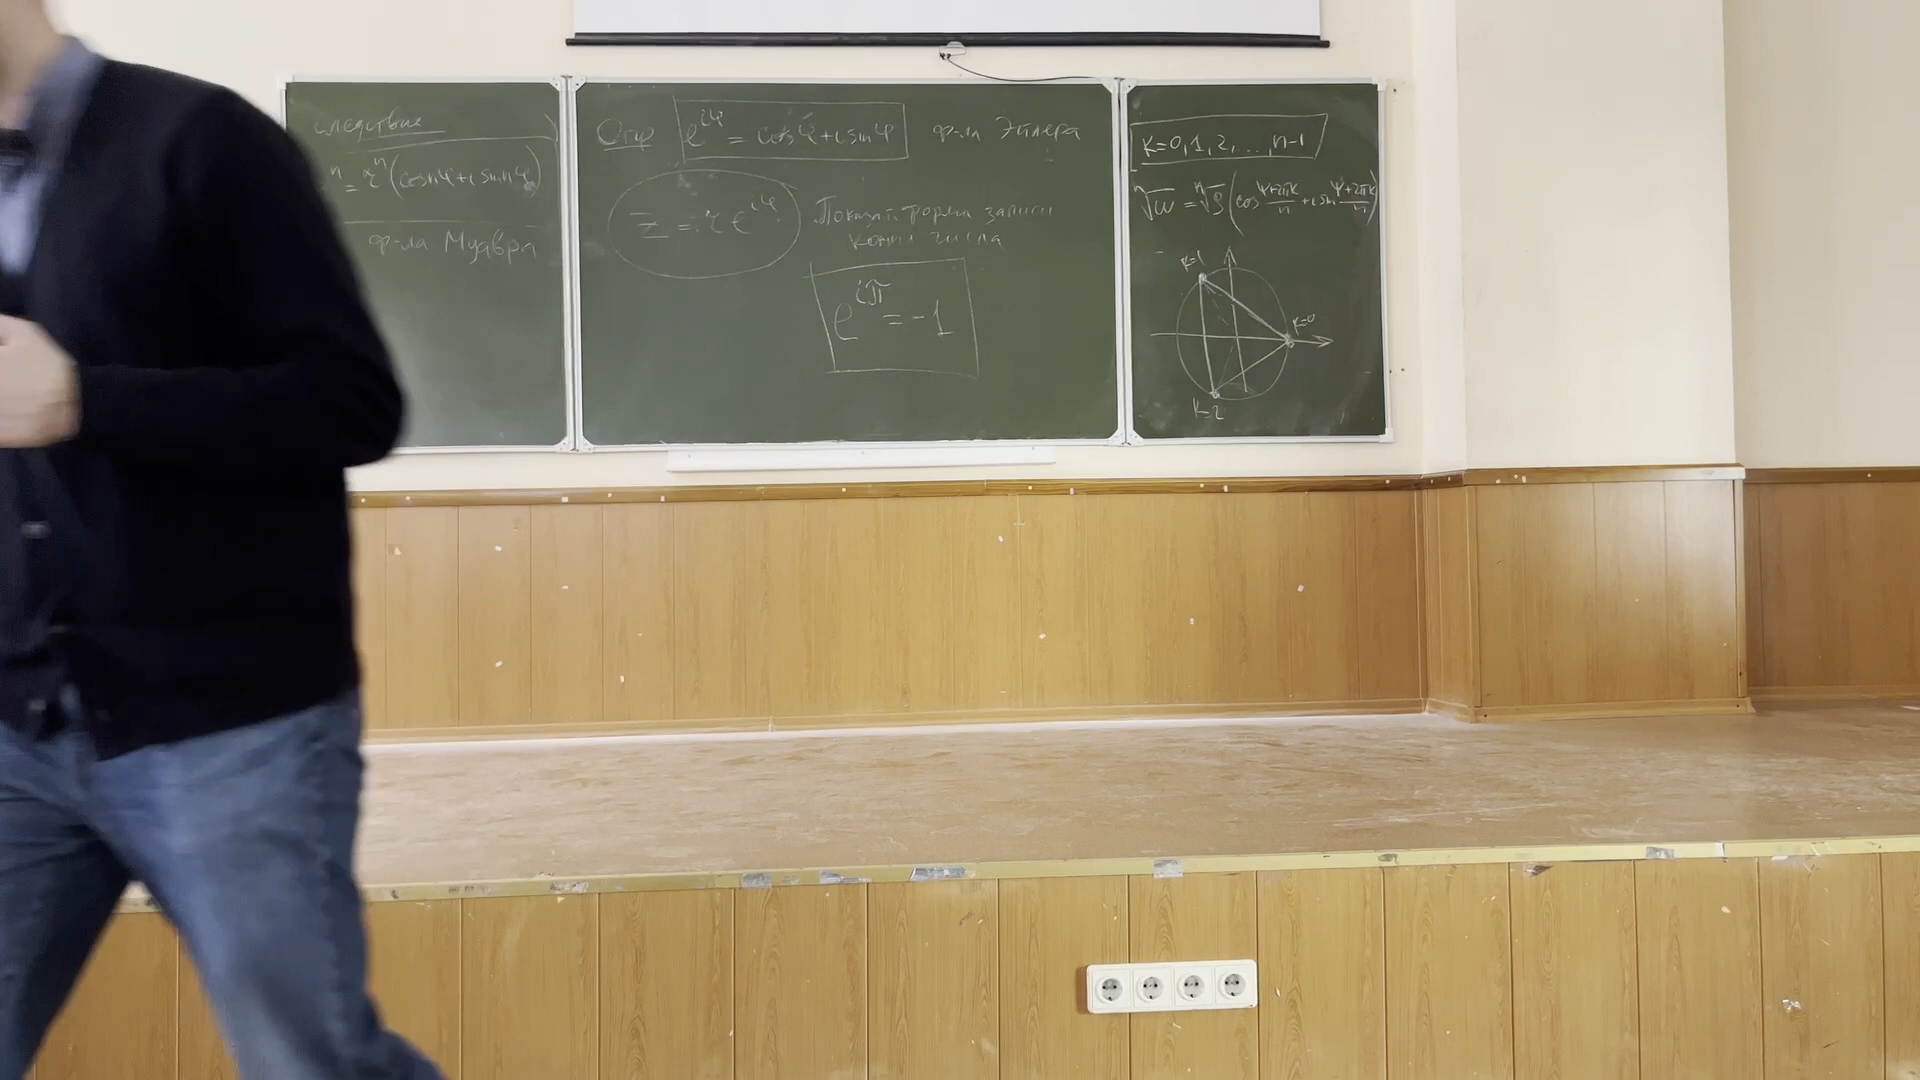 следствие
ⁿ = rⁿ(cos nφ + i sin nφ)
ф-ла Муавра
Опр e^{iφ} = cos φ + i sin φ ф-ла Эйлера
z = r e^{iφ} Показат. форма записи
компл числа
e^{iπ} = -1
k=0,1,2,...,n-1
ⁿ√w = ⁿ√ρ (cos (ψ+2πk)/n + i sin (ψ+2πk)/n)
k=1
k=0
k=2